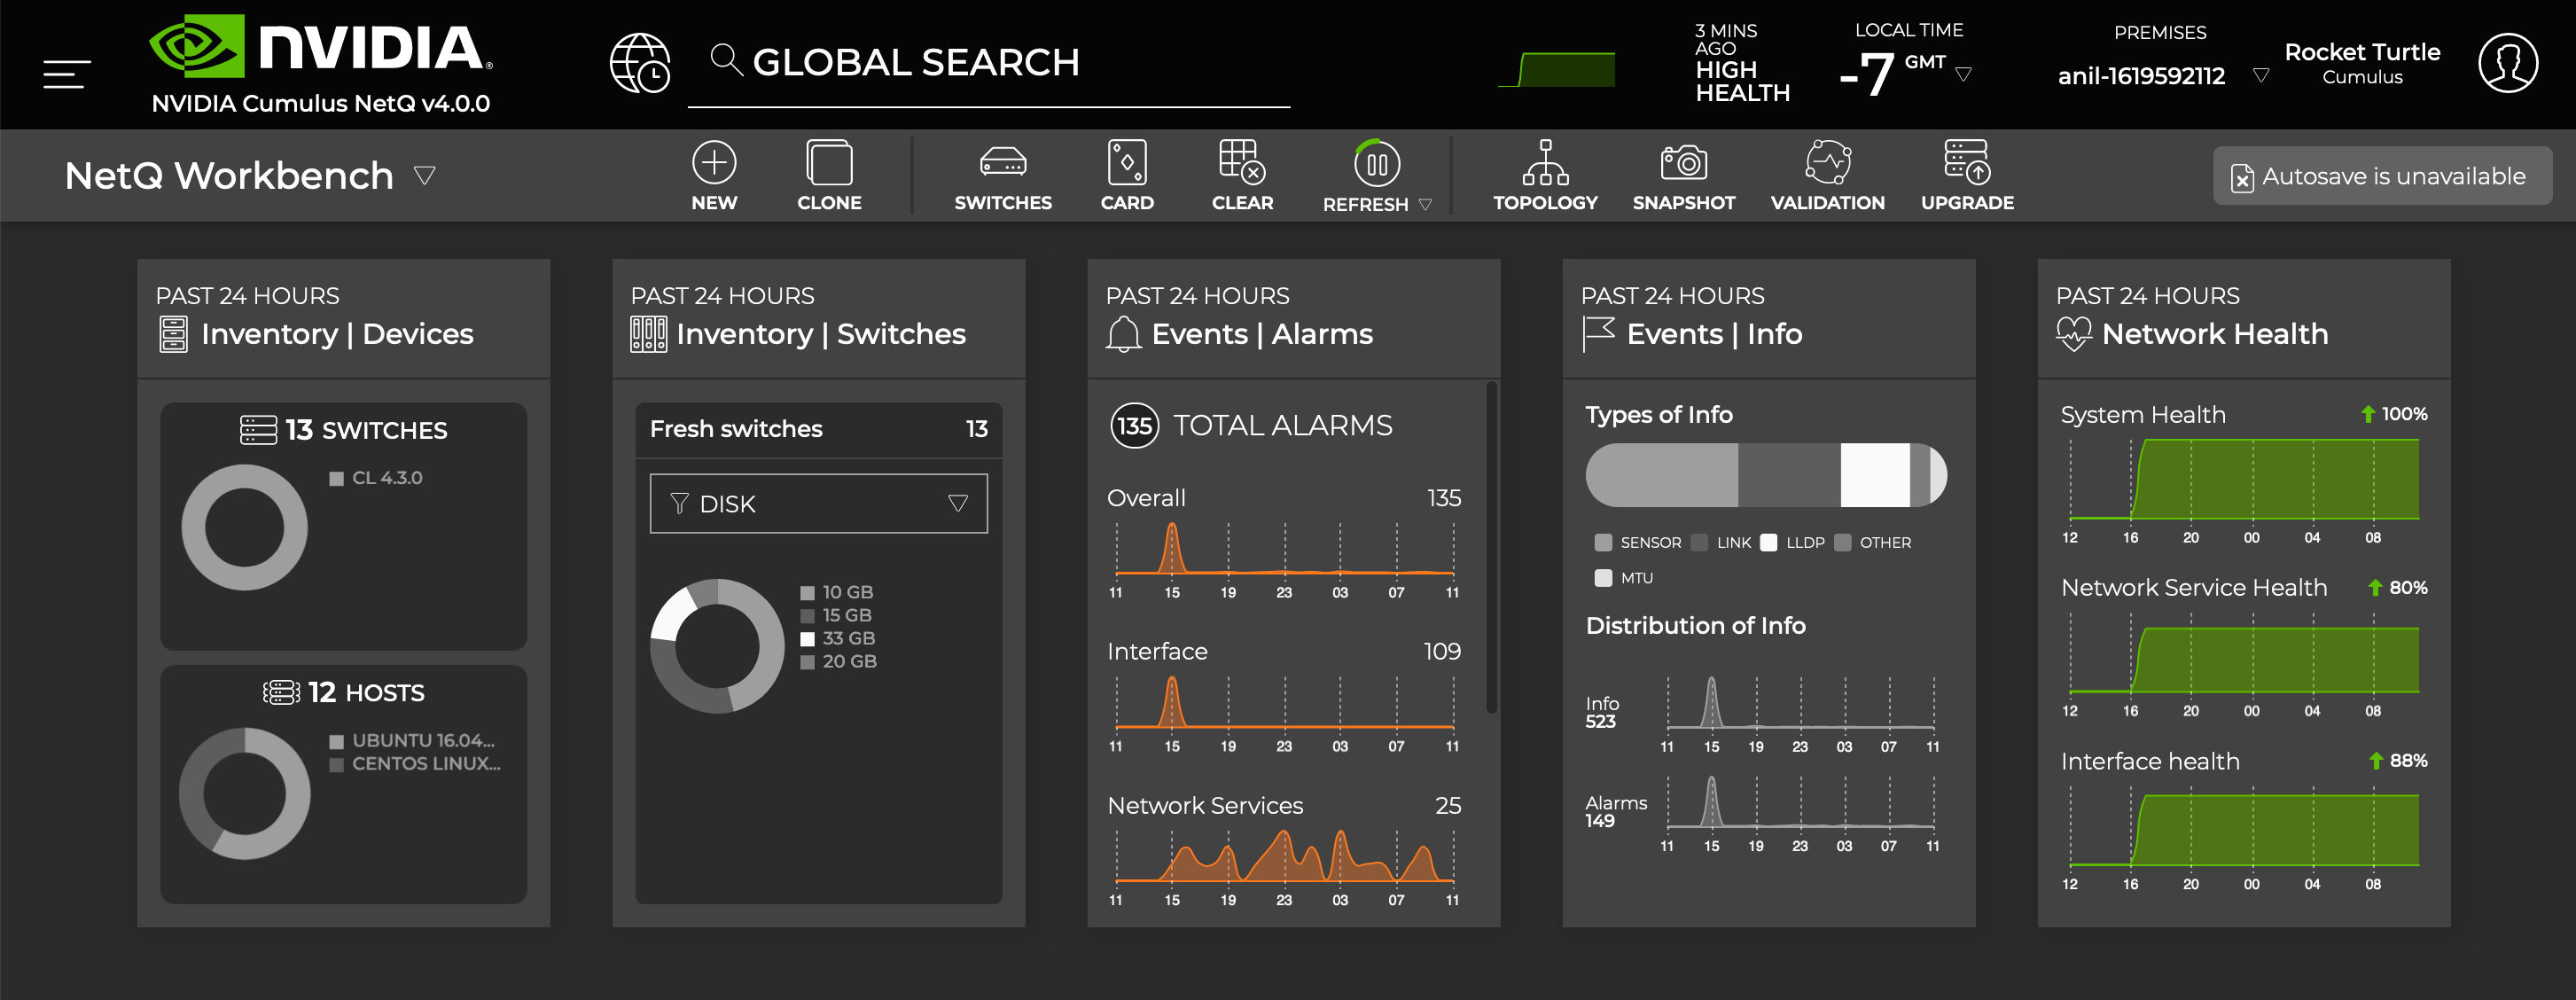 NVIDIA®
NVIDIA Cumulus NetQ v4.0.0
GLOBAL SEARCH
3 MINS
AGO
HIGH
HEALTH
LOCAL TIME
-7 GMT
PREMISES
anil-1619592112
Rocket Turtle
Cumulus
NetQ Workbench
NEW
CLONE
SWITCHES
CARD
CLEAR
REFRESH
TOPOLOGY
SNAPSHOT
VALIDATION
UPGRADE
Autosave is unavailable
PAST 24 HOURS
Inventory | Devices
13 SWITCHES
CL 4.3.0
12 HOSTS
UBUNTU 16.04...
CENTOS LINUX...
PAST 24 HOURS
Inventory | Switches
Fresh switches 13
DISK
10 GB
15 GB
33 GB
20 GB
PAST 24 HOURS
Events | Alarms
135 TOTAL ALARMS
Overall 135
11 15 19 23 03 07 11
Interface 109
11 15 19 23 03 07 11
Network Services 25
11 15 19 23 03 07 11
PAST 24 HOURS
Events | Info
Types of Info
SENSOR LINK LLDP OTHER
MTU
Distribution of Info
Info
523
11 15 19 23 03 07 11
Alarms
149
11 15 19 23 03 07 11
PAST 24 HOURS
Network Health
System Health 100%
12 16 20 00 04 08
Network Service Health 80%
12 16 20 00 04 08
Interface health 88%
12 16 20 00 04 08